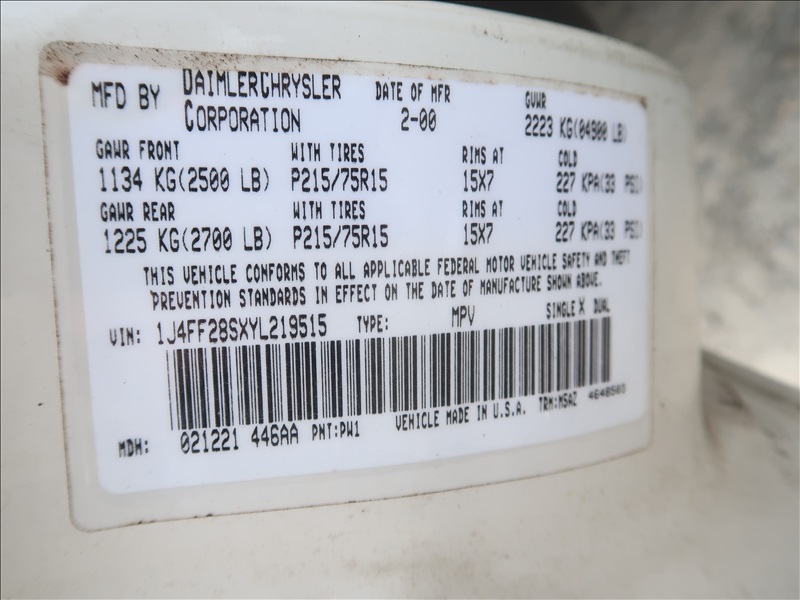 MFD BY DAIMLERCHRYSLER CORPORATION DATE OF MFR 2-00 GVWR 2223 KG(04900 LB)
GAWR FRONT WITH TIRES RIMS AT COLD
1134 KG(2500 LB) P215/75R15 15X7 227 KPA(33 PSI)
GAWR REAR WITH TIRES RIMS AT COLD
1225 KG(2700 LB) P215/75R15 15X7 227 KPA(33 PSI)
THIS VEHICLE CONFORMS TO ALL APPLICABLE FEDERAL MOTOR VEHICLE SAFETY AND THEFT
PREVENTION STANDARDS IN EFFECT ON THE DATE OF MANUFACTURE SHOWN ABOVE.
VIN: 1J4FF28SXYL219515 TYPE: MPV SINGLE X DUAL
MDH: 021221 446AA PNT:PW1 VEHICLE MADE IN U.S.A. TRM:M5AZ 4648503